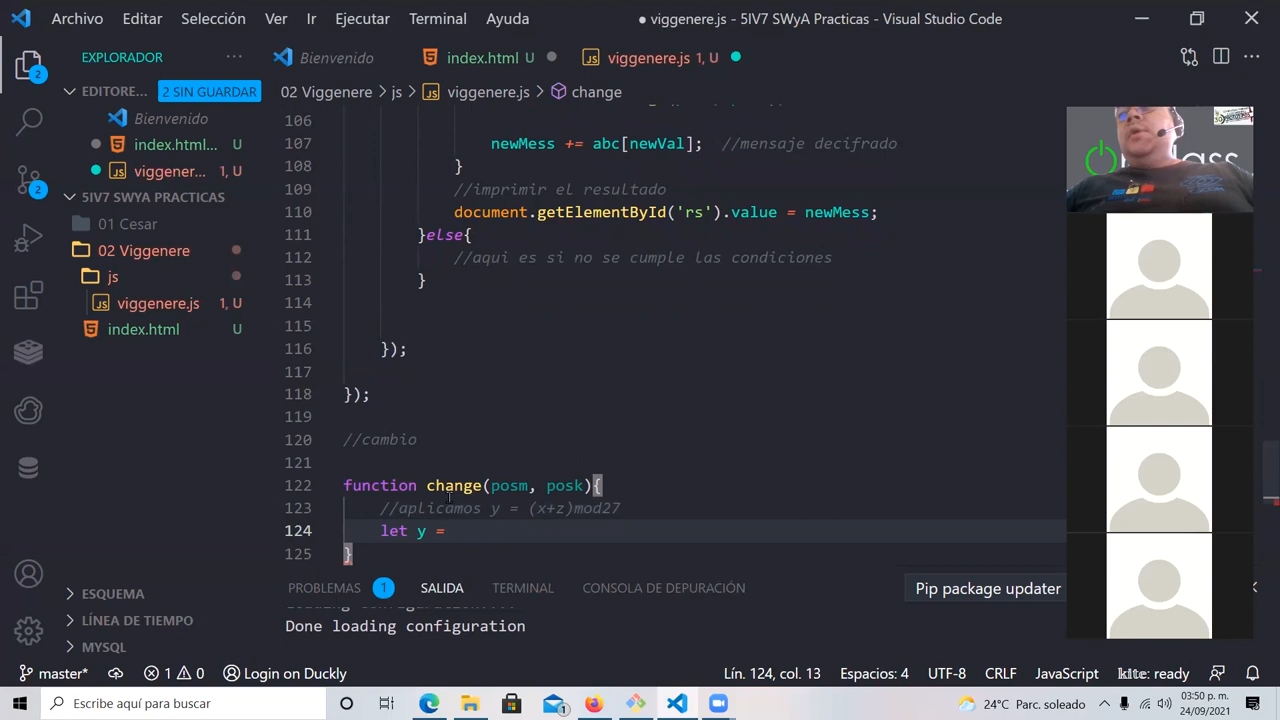 Archivo Editar Selección Ver Ir Ejecutar Terminal Ayuda
● viggenere.js - 5IV7 SWyA Practicas - Visual Studio Code
EXPLORADOR ···
Bienvenido
index.html U
viggenere.js 1, U
EDITORE... 2 SIN GUARDAR
02 Viggenere > js > viggenere.js > change
Bienvenido
index.html... U
viggener... 1, U
5IV7 SWYA PRACTICAS
01 Cesar
02 Viggenere
js
viggenere.js 1, U
index.html U
2
2
106
107 newMess += abc[newVal]; //mensaje decifrado
108 }
109 //imprimir el resultado
110 document.getElementById('rs').value = newMess;
111 }else{
112 //aqui es si no se cumple las condiciones
113 }
114
115
116 });
117
118 });
119
120 //cambio
121
122 function change(posm, posk){
123 //aplicamos y = (x+z)mod27
124 let y =
125 }
PROBLEMAS 1 SALIDA TERMINAL CONSOLA DE DEPURACIÓN
Pip package updater
Done loading configuration
ESQUEMA
LÍNEA DE TIEMPO
MYSQL
master* 1 0 Login on Duckly
Lín. 124, col. 13 Espacios: 4 UTF-8 CRLF JavaScript kite: ready
Escribe aquí para buscar
1
24°C Parc. soleado
03:50 p. m.
24/09/2021